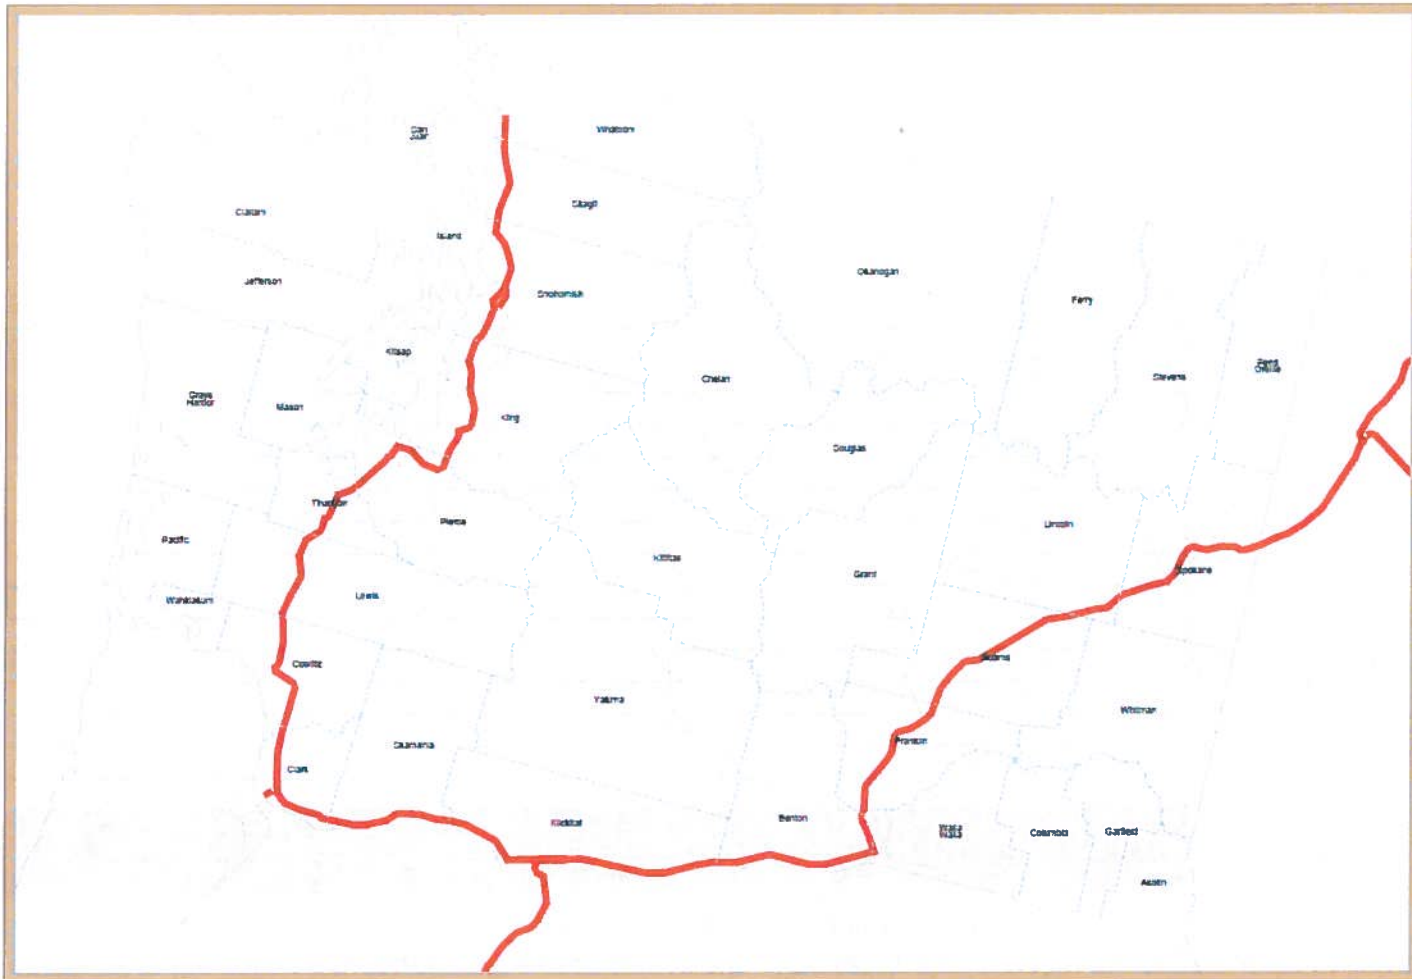 San
Juan
Whatcom
Skagit
Clallam
Island
Okanogan
Jefferson
Snohomish
Ferry
Kitsap
Pend
Oreille
Stevens
Chelan
Grays
Harbor
Mason
King
Douglas
Thurston
Pierce
Lincoln
Pacific
Kittitas
Spokane
Grant
Lewis
Wahkiakum
Adams
Cowlitz
Yakima
Whitman
Franklin
Skamania
Clark
Benton
Klickitat
Walla
Walla
Columbia
Garfield
Asotin